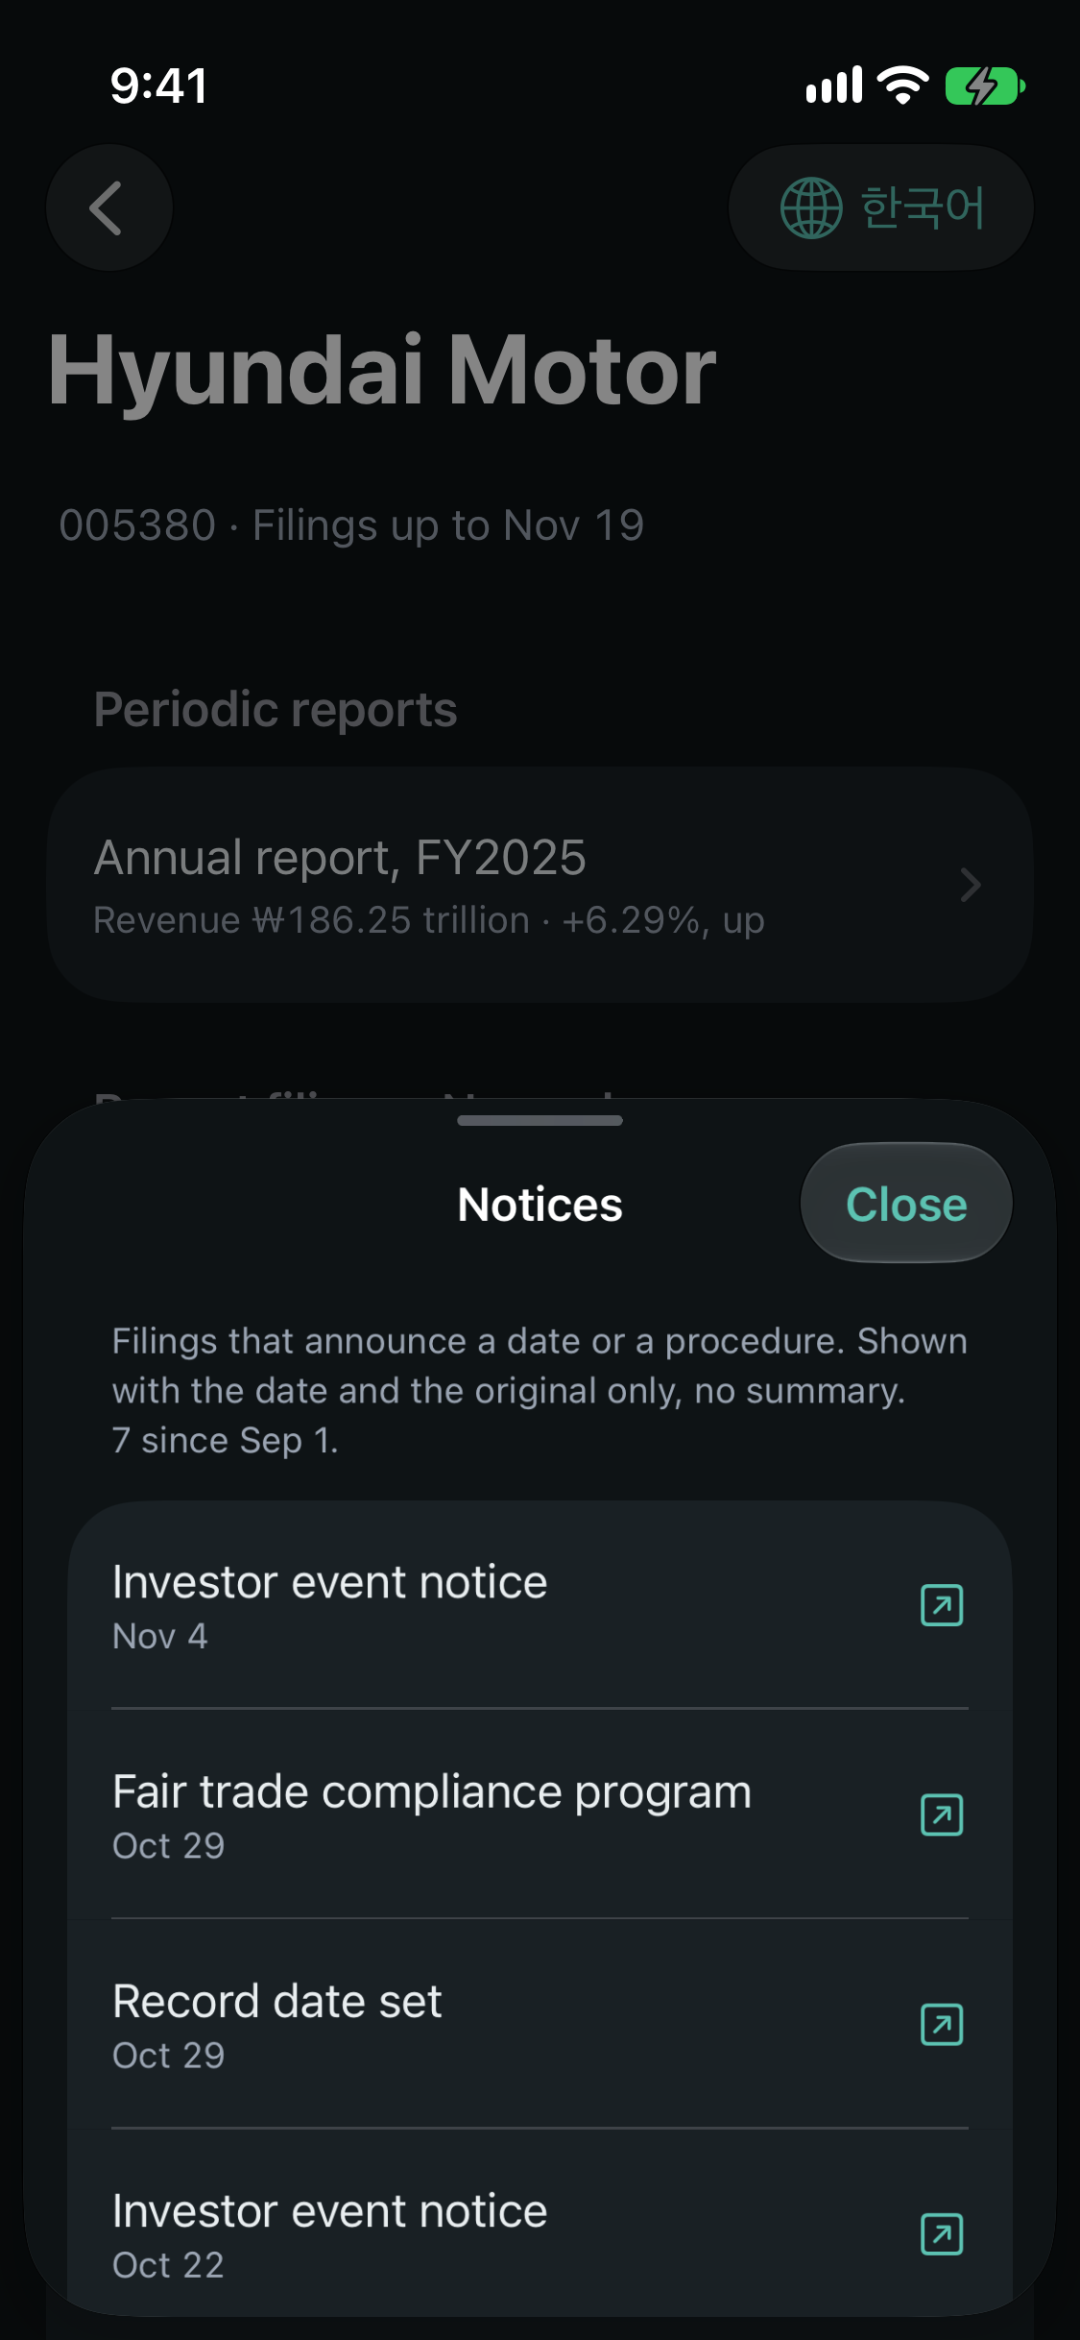 9:41
한국어
Hyundai Motor
005380 · Filings up to Nov 19
Periodic reports
Annual report, FY2025
Revenue ₩186.25 trillion · +6.29%, up
Notices
Close
Filings that announce a date or a procedure. Shown
with the date and the original only, no summary.
7 since Sep 1.
Investor event notice
Nov 4
Fair trade compliance program
Oct 29
Record date set
Oct 29
Investor event notice
Oct 22